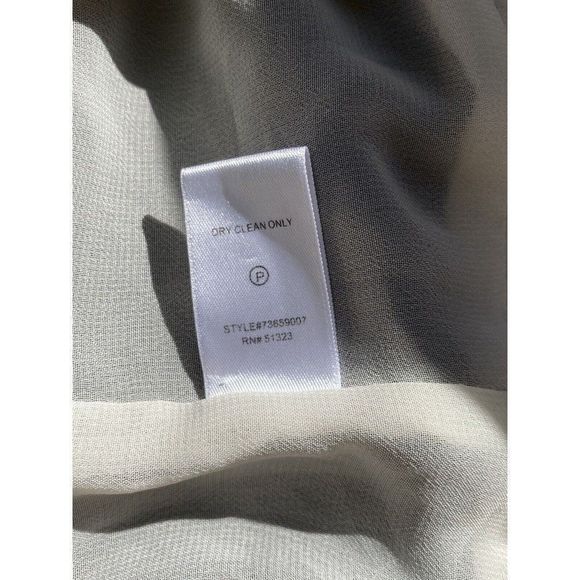 DRY CLEAN ONLY
P
STYLE#73659007
RN# 51323